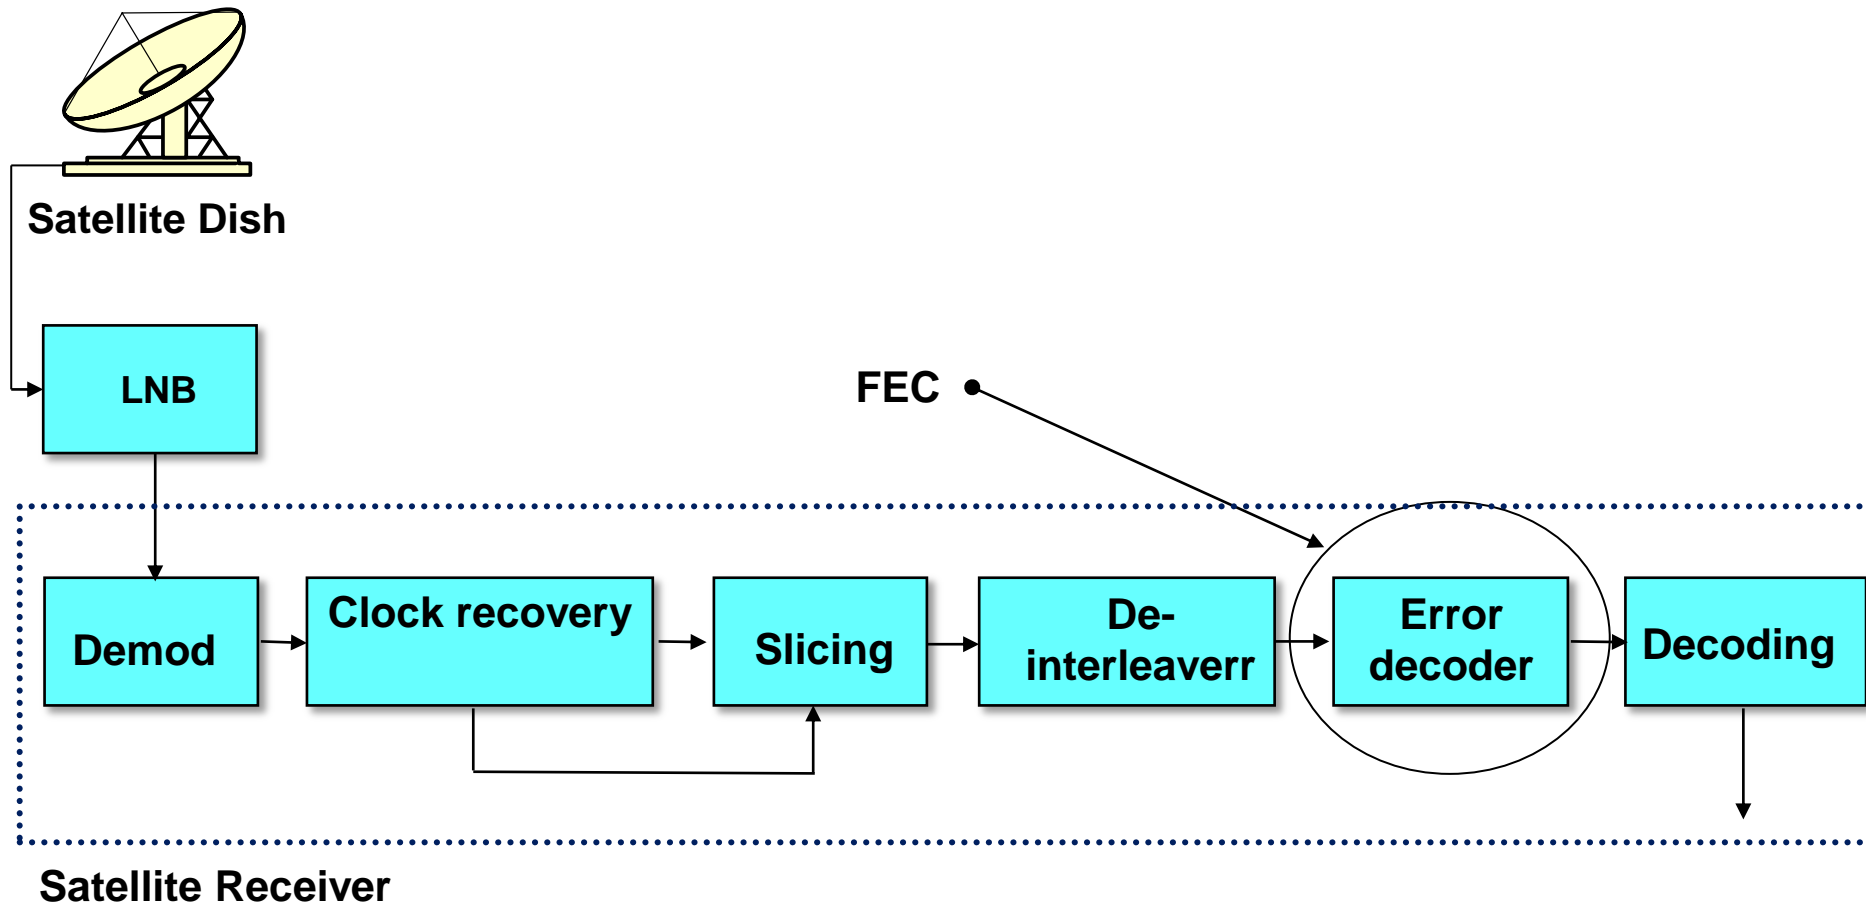 Satellite Dish
LNB
FEC
Demod
Clock recovery
Slicing
De-
interleaverr
Error
decoder
Decoding
Satellite Receiver